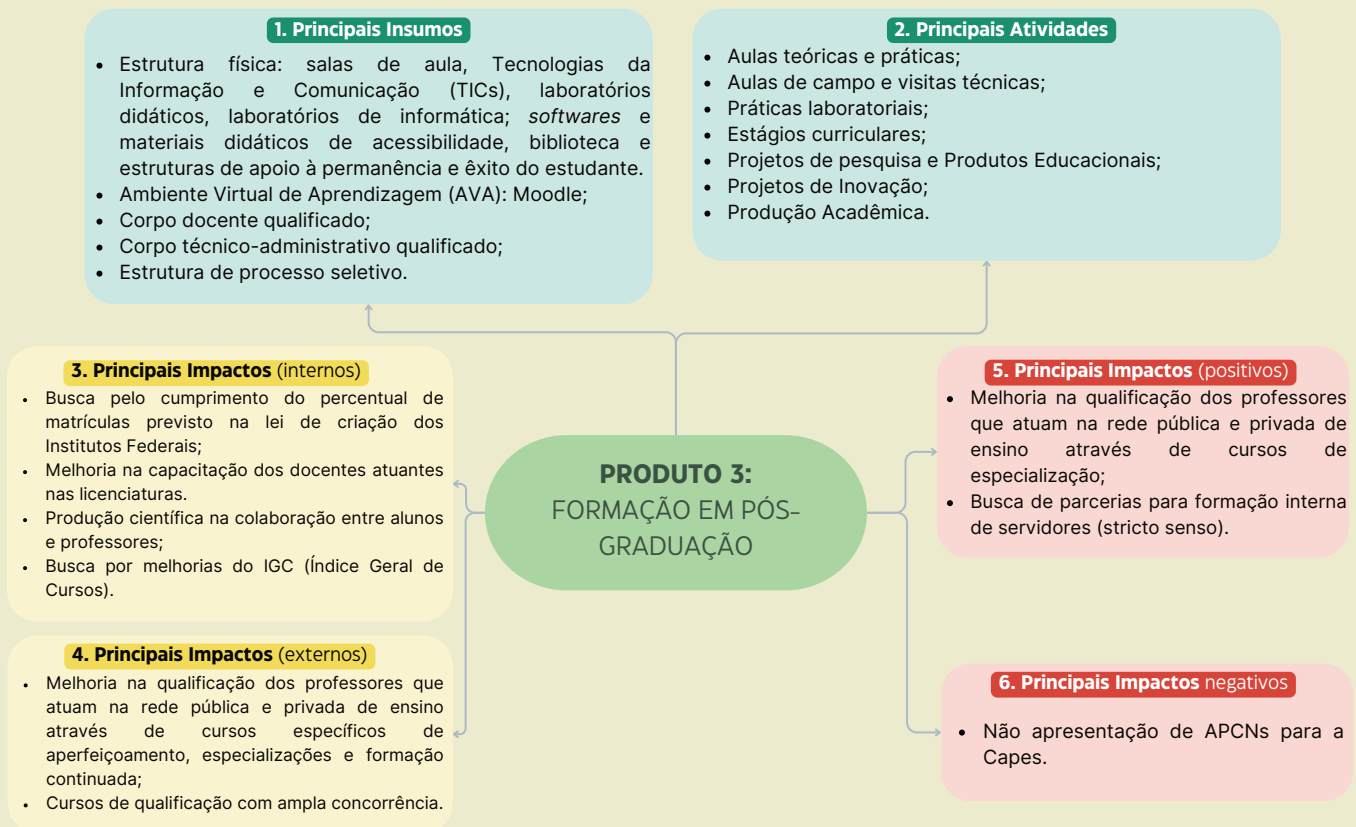 1. Principais Insumos
• Estrutura física: salas de aula, Tecnologias da
Informação e Comunicação (TICs), laboratórios
didáticos, laboratórios de informática; softwares e
materiais didáticos de acessibilidade, biblioteca e
estruturas de apoio à permanência e êxito do estudante.
• Ambiente Virtual de Aprendizagem (AVA): Moodle;
• Corpo docente qualificado;
• Corpo técnico-administrativo qualificado;
• Estrutura de processo seletivo.
2. Principais Atividades
• Aulas teóricas e práticas;
• Aulas de campo e visitas técnicas;
• Práticas laboratoriais;
• Estágios curriculares;
• Projetos de pesquisa e Produtos Educacionais;
• Projetos de Inovação;
• Produção Acadêmica.
3. Principais Impactos (internos)
• Busca pelo cumprimento do percentual de
matrículas previsto na lei de criação dos
Institutos Federais;
• Melhoria na capacitação dos docentes atuantes
nas licenciaturas.
• Produção científica na colaboração entre alunos
e professores;
• Busca por melhorias do IGC (Índice Geral de
Cursos).
PRODUTO 3:
FORMAÇÃO EM PÓS-
GRADUAÇÃO
5. Principais Impactos (positivos)
• Melhoria na qualificação dos professores
que atuam na rede pública e privada de
ensino através de cursos de
especialização;
• Busca de parcerias para formação interna
de servidores (stricto senso).
4. Principais Impactos (externos)
• Melhoria na qualificação dos professores que
atuam na rede pública e privada de ensino
através de cursos específicos de
aperfeiçoamento, especializações e formação
continuada;
• Cursos de qualificação com ampla concorrência.
6. Principais Impactos negativos
• Não apresentação de APCNs para a
Capes.